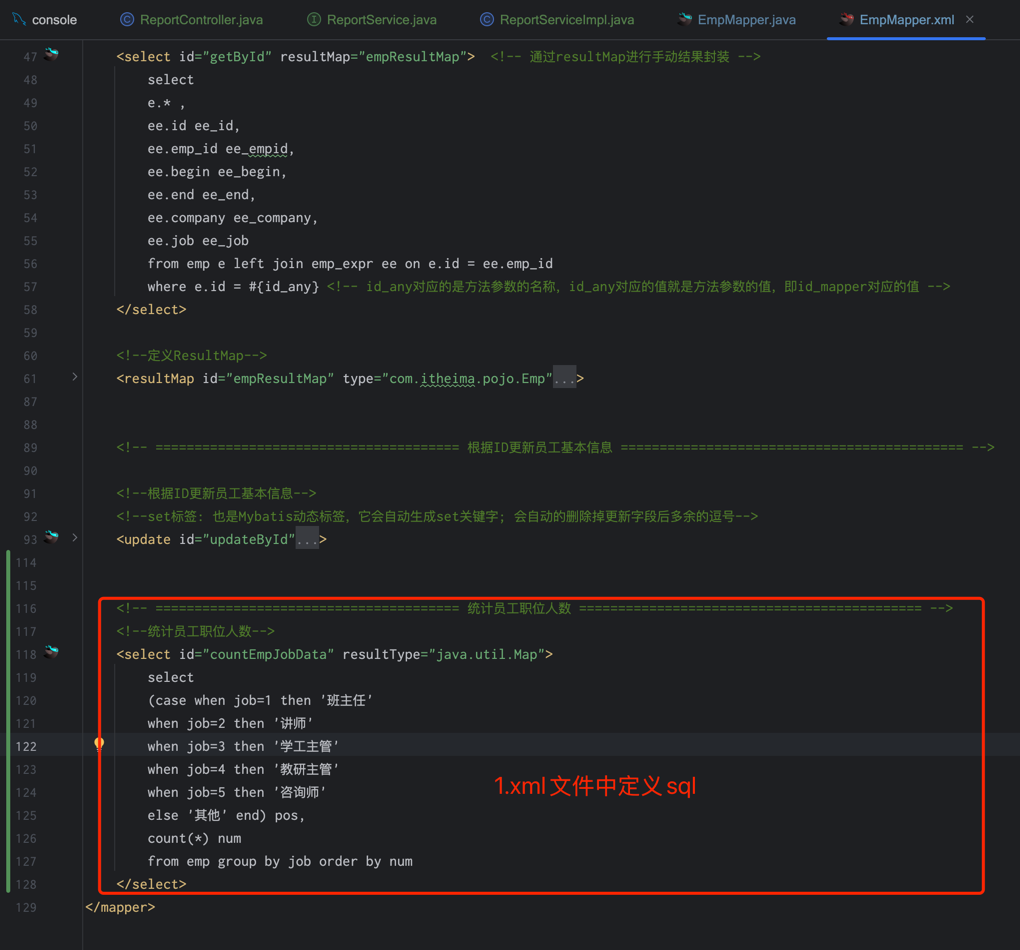 console ReportController.java ReportService.java ReportServiceImpl.java EmpMapper.java EmpMapper.xml
47 <select id="getById" resultMap="empResultMap"> <!-- 通过resultMap进行手动结果封装 -->
48 select
49 e.* ,
50 ee.id ee_id,
51 ee.emp_id ee_empid,
52 ee.begin ee_begin,
53 ee.end ee_end,
54 ee.company ee_company,
55 ee.job ee_job
56 from emp e left join emp_expr ee on e.id = ee.emp_id
57 where e.id = #{id_any} <!-- id_any对应的是方法参数的名称，id_any对应的值就是方法参数的值，即id_mapper对应的值 -->
58 </select>
59
60 <!--定义ResultMap-->
61 <resultMap id="empResultMap" type="com.itheima.pojo.Emp"...>
87
88
89 <!-- ======================================= 根据ID更新员工基本信息 ============================================ -->
90
91 <!--根据ID更新员工基本信息-->
92 <!--set标签: 也是Mybatis动态标签，它会自动生成set关键字; 会自动的删除掉更新字段后多余的逗号-->
93 <update id="updateById"...>
114
115
116 <!-- ======================================= 统计员工职位人数 ============================================ -->
117 <!--统计员工职位人数-->
118 <select id="countEmpJobData" resultType="java.util.Map">
119 select
120 (case when job=1 then '班主任'
121 when job=2 then '讲师'
122 when job=3 then '学工主管'
123 when job=4 then '教研主管'
1.xml文件中定义sql
124 when job=5 then '咨询师'
125 else '其他' end) pos,
126 count(*) num
127 from emp group by job order by num
128 </select>
129 </mapper>